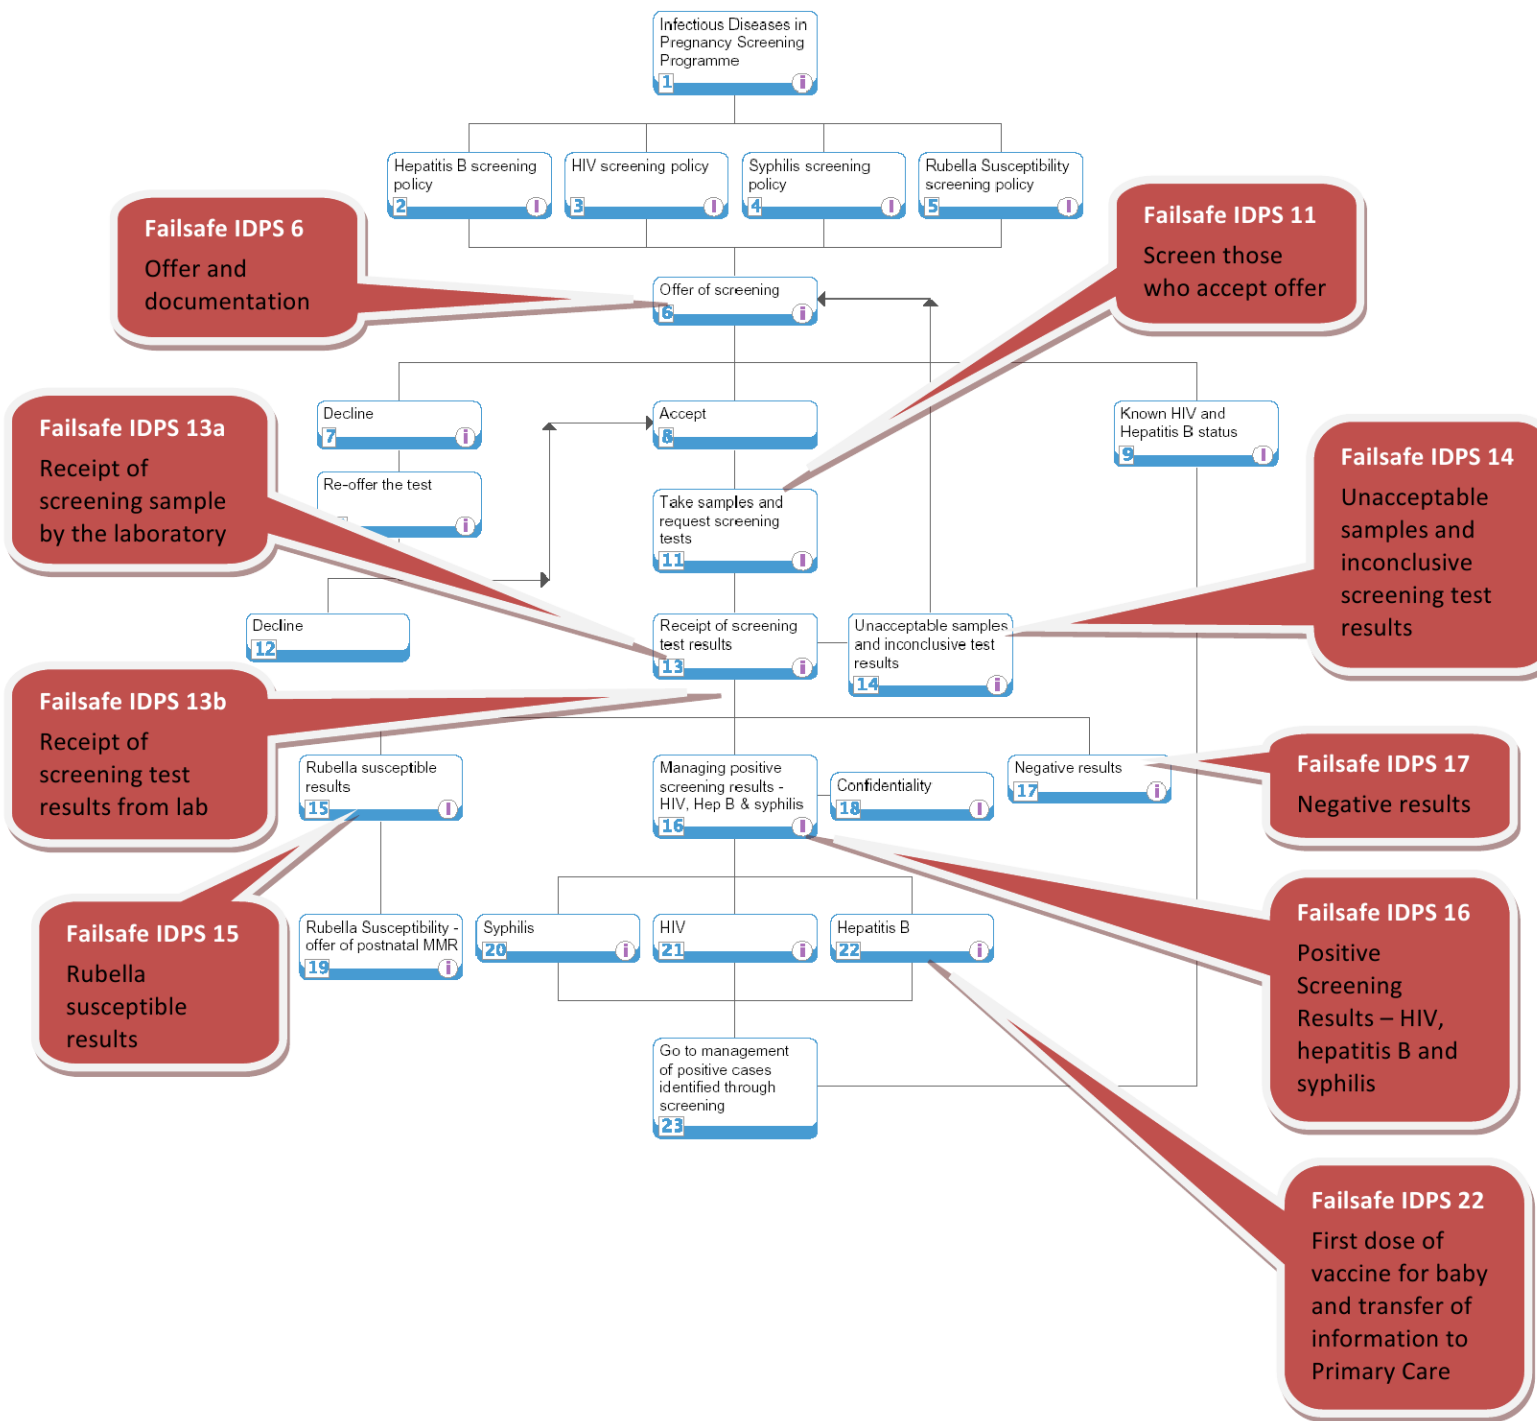 Infectious Diseases in
Pregnancy Screening
Programme
1 i
Hepatitis B screening
policy
2 i
HIV screening policy
3 i
Syphilis screening
policy
4 i
Rubella Susceptibility
screening policy
5 i
Failsafe IDPS 6
Offer and
documentation
Failsafe IDPS 11
Screen those
who accept offer
Offer of screening
6 i
Decline
7 i
Accept
8
Known HIV and
Hepatitis B status
9 i
Failsafe IDPS 13a
Receipt of
screening sample
by the laboratory
Re-offer the test
i
Take samples and
request screening
tests
11 i
Failsafe IDPS 14
Unacceptable
samples and
inconclusive
screening test
results
Decline
12
Receipt of screening
test results
13 i
Unacceptable samples
and inconclusive test
results
14 i
Failsafe IDPS 13b
Receipt of
screening test
results from lab
Rubella susceptible
results
15 i
Managing positive
screening results -
HIV, Hep B & syphilis
16 i
Confidentiality
18 i
Negative results
17 i
Failsafe IDPS 17
Negative results
Failsafe IDPS 15
Rubella
susceptible
results
Rubella Susceptibility -
offer of postnatal MMR
19 i
Syphilis
20 i
HIV
21 i
Hepatitis B
22 i
Failsafe IDPS 16
Positive
Screening
Results – HIV,
hepatitis B and
syphilis
Go to management
of positive cases
identified through
screening
23
Failsafe IDPS 22
First dose of
vaccine for baby
and transfer of
information to
Primary Care